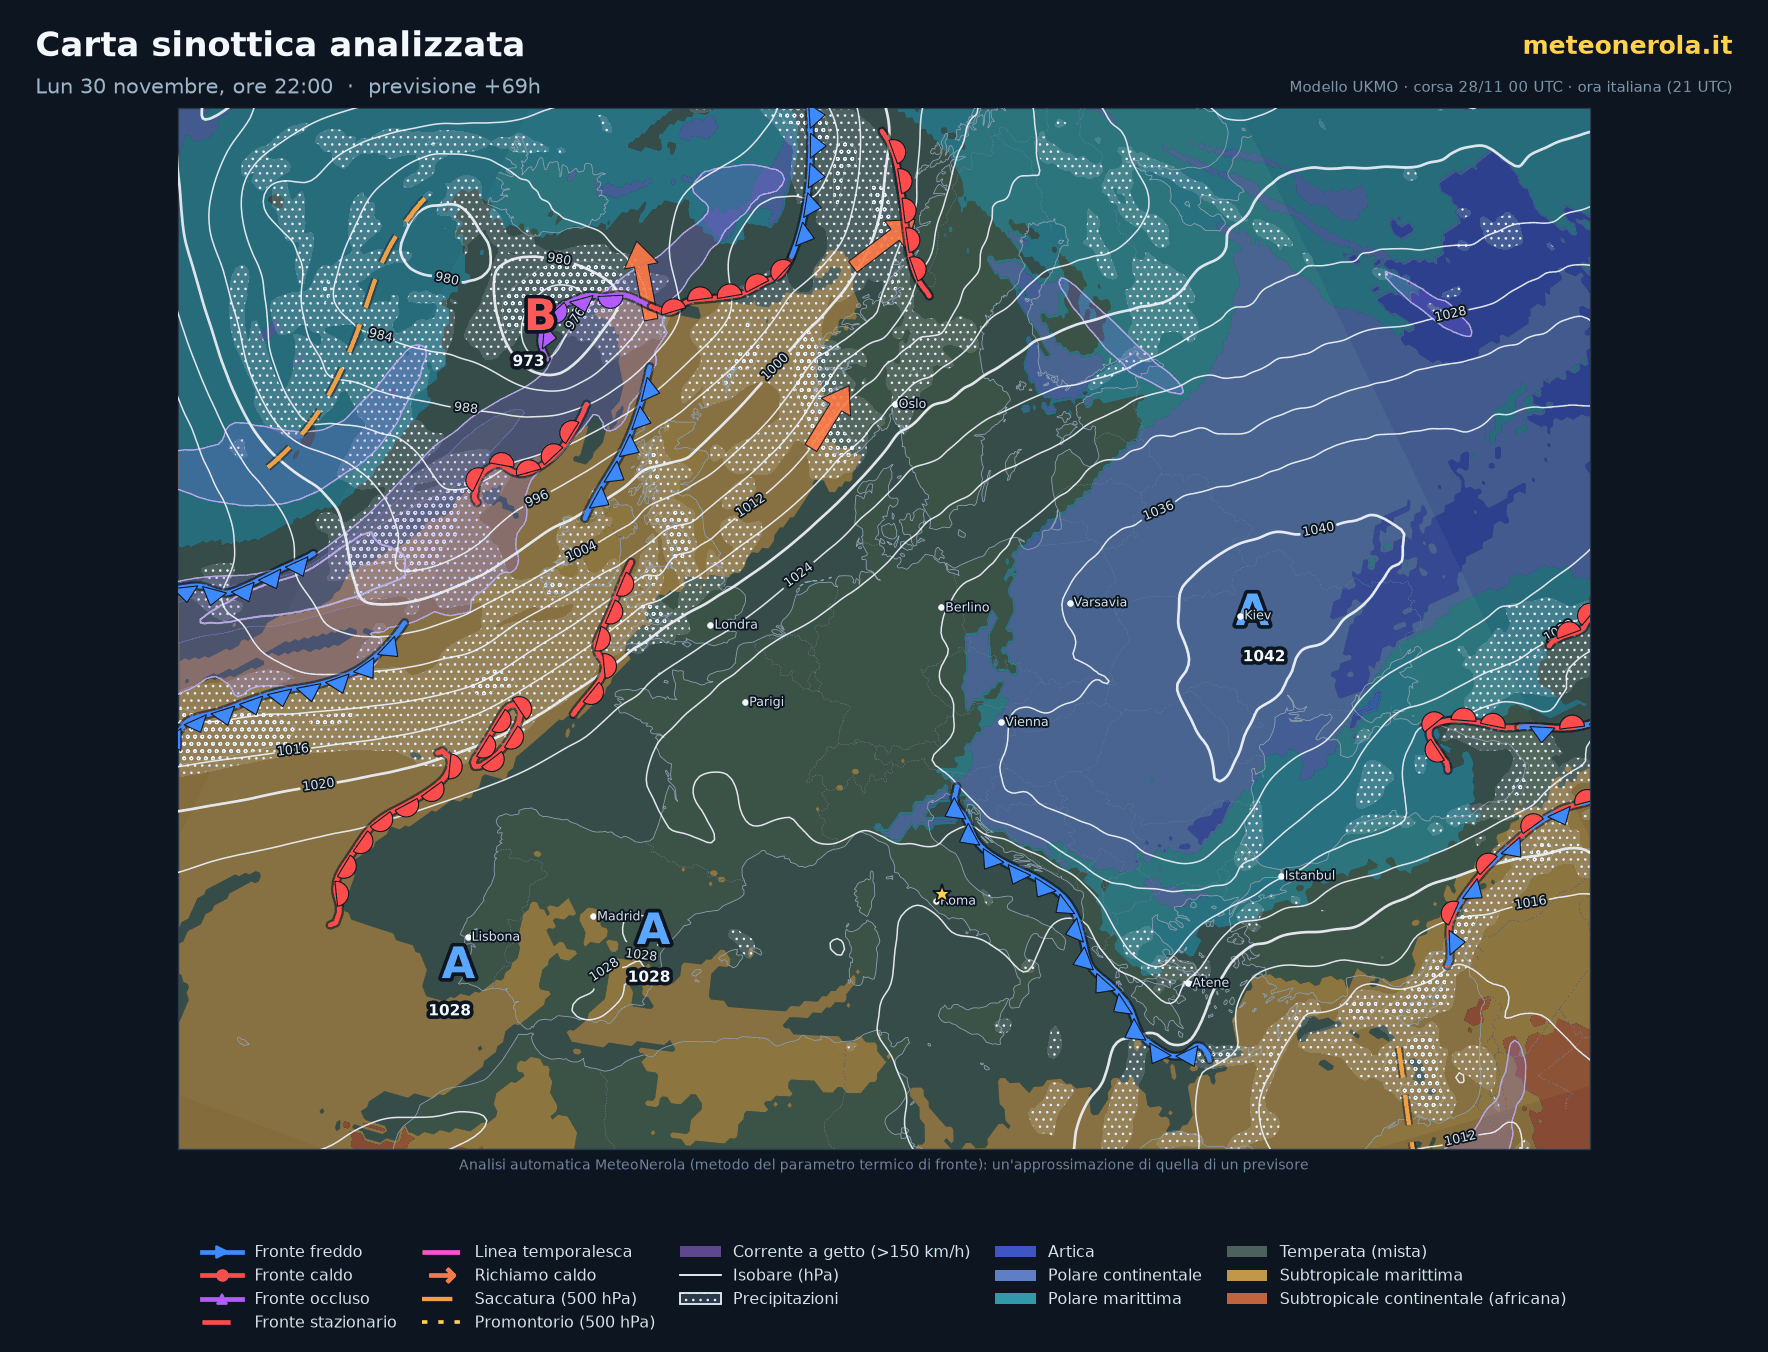 Carta sinottica analizzata
meteonerola.it
Lun 30 novembre, ore 22:00 · previsione +69h
Modello UKMO · corsa 28/11 00 UTC · ora italiana (21 UTC)
980
980
B
976
973
984
988
1000
1028
Oslo
996
1012
1036
1040
1004
1024
Berlino
Varsavia
A
Kiev
Londra
1042
Parigi
Vienna
1016
1020
Istanbul
Roma
1016
Madrid
A
Lisbona
A
1028
1028
1028
Atene
1028
1012
Analisi automatica MeteoNerola (metodo del parametro termico di fronte): un'approssimazione di quella di un previsore
Fronte freddo
Linea temporalesca
Corrente a getto (>150 km/h)
Artica
Temperata (mista)
Fronte caldo
Richiamo caldo
Isobare (hPa)
Polare continentale
Subtropicale marittima
Fronte occluso
Saccatura (500 hPa)
Precipitazioni
Polare marittima
Subtropicale continentale (africana)
Fronte stazionario
Promontorio (500 hPa)